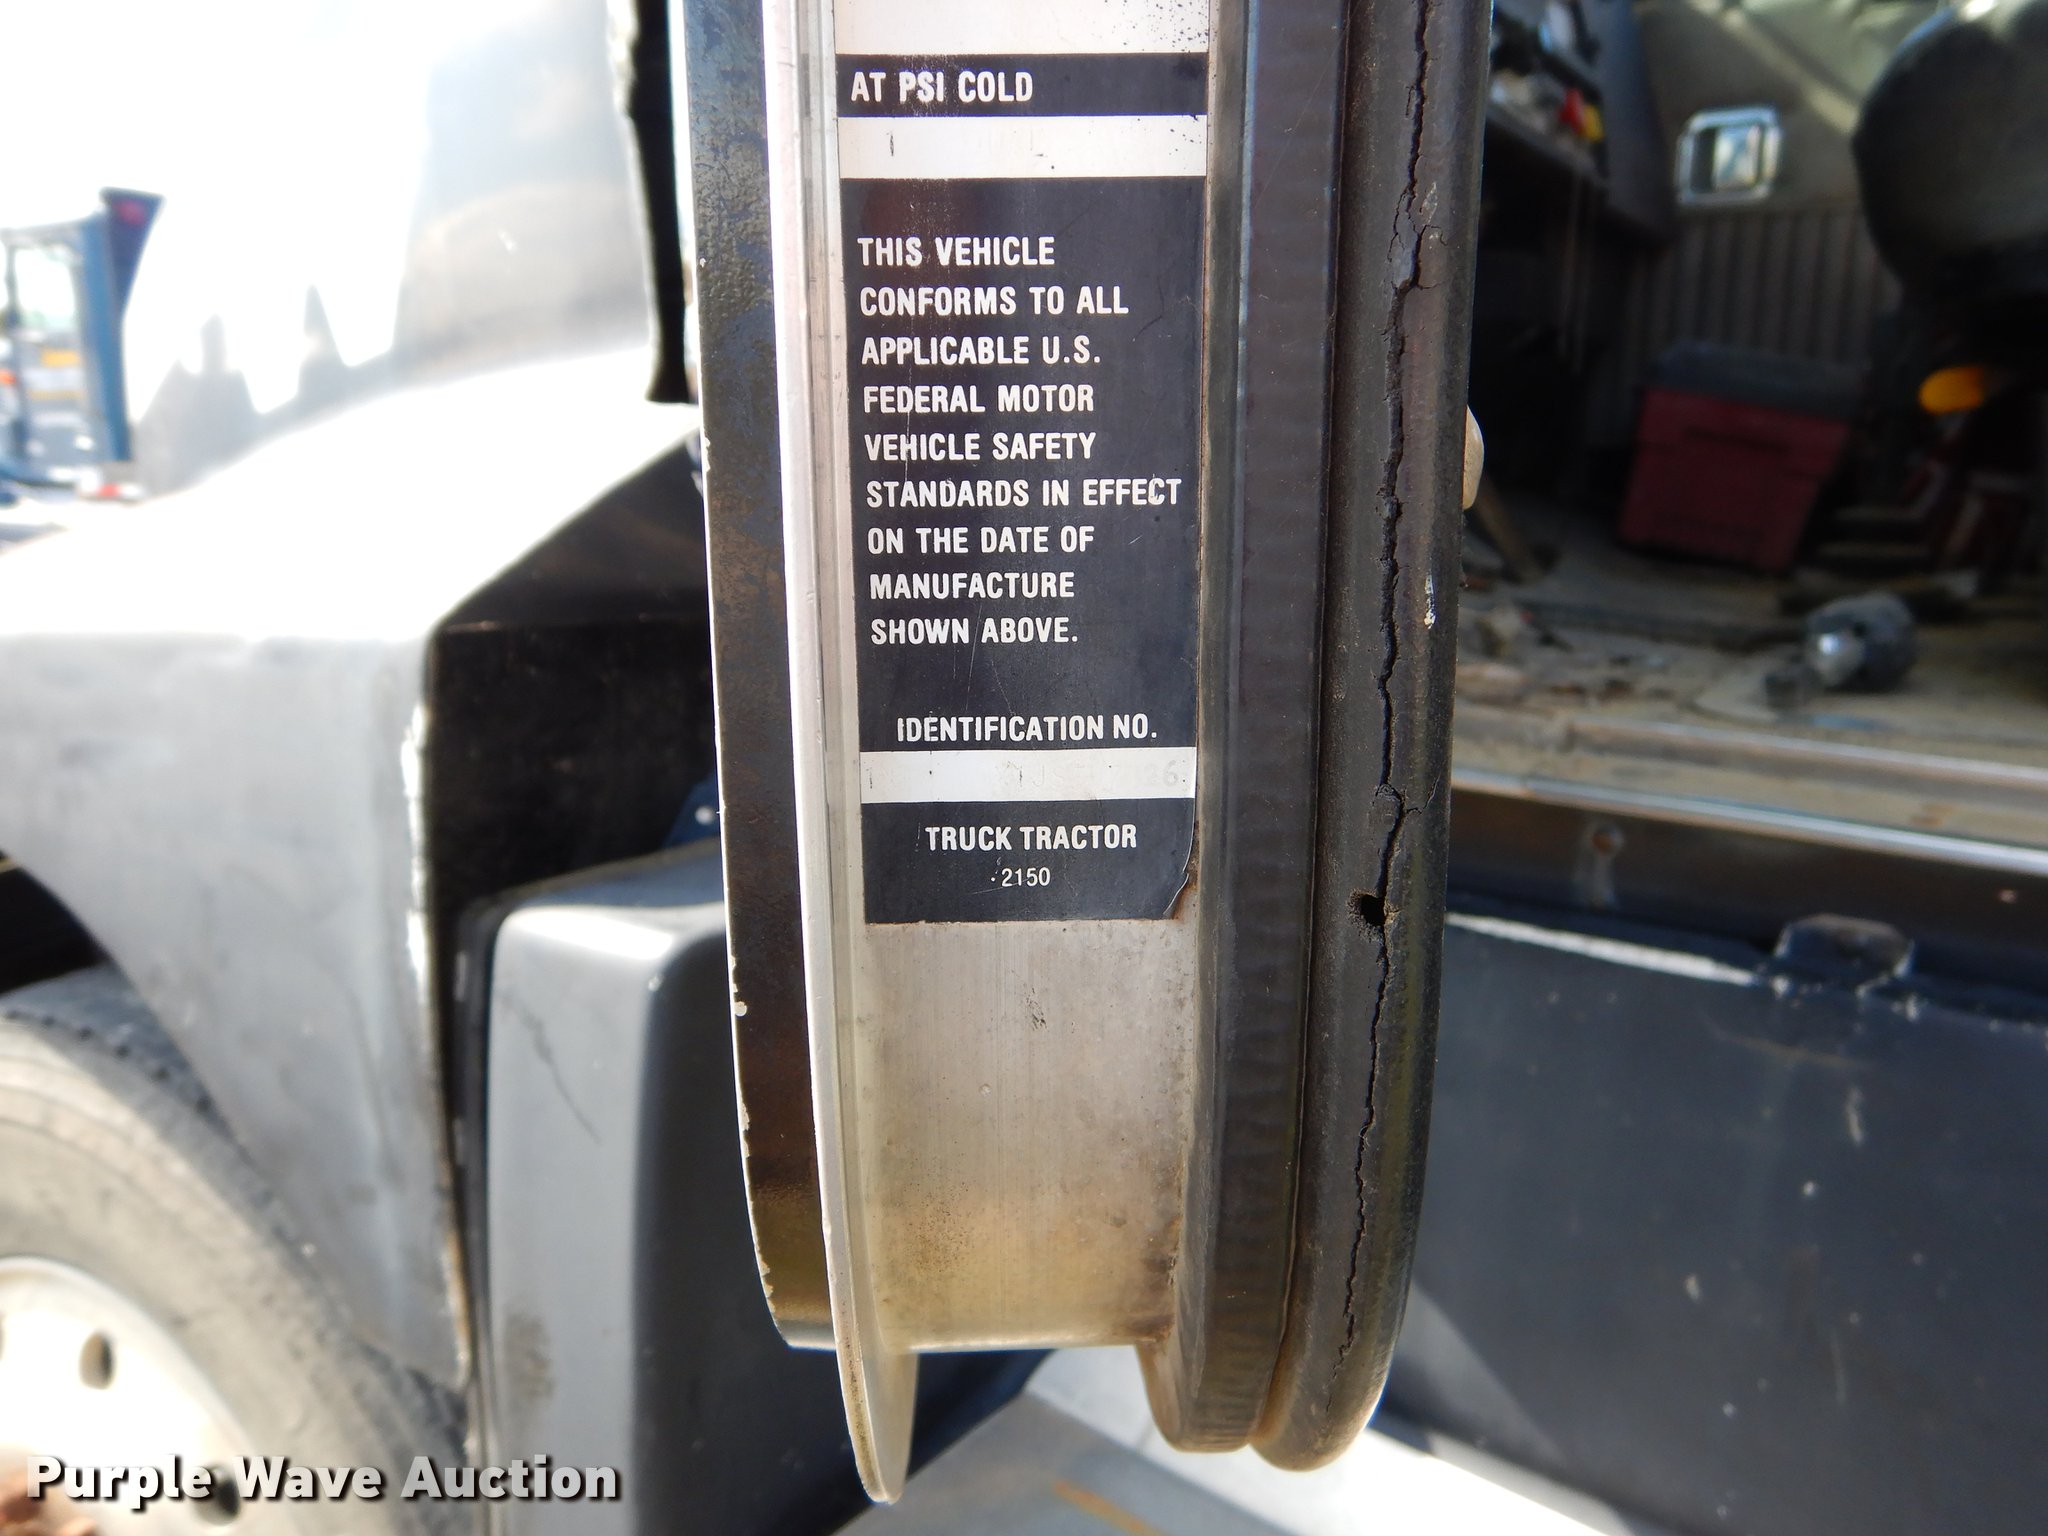 AT PSI COLD
THIS VEHICLE
CONFORMS TO ALL
APPLICABLE U.S.
FEDERAL MOTOR
VEHICLE SAFETY
STANDARDS IN EFFECT
ON THE DATE OF
MANUFACTURE
SHOWN ABOVE.
IDENTIFICATION NO.
TRUCK TRACTOR
·2150
Purple Wave Auction